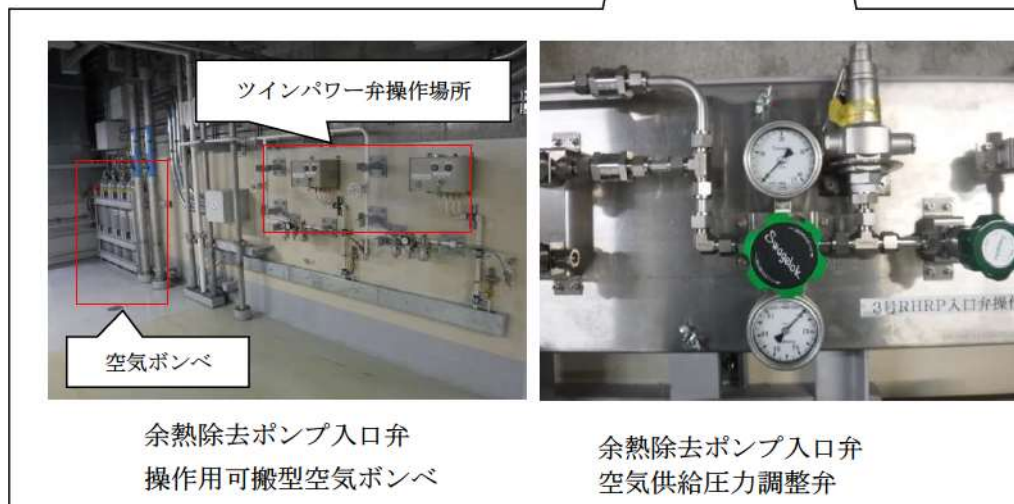 ツインパワー弁操作場所
空気ボンベ
Swagelok
3号RHRP入口弁操作
余熱除去ポンプ入口弁
操作用可搬型空気ボンベ
余熱除去ポンプ入口弁
空気供給圧力調整弁